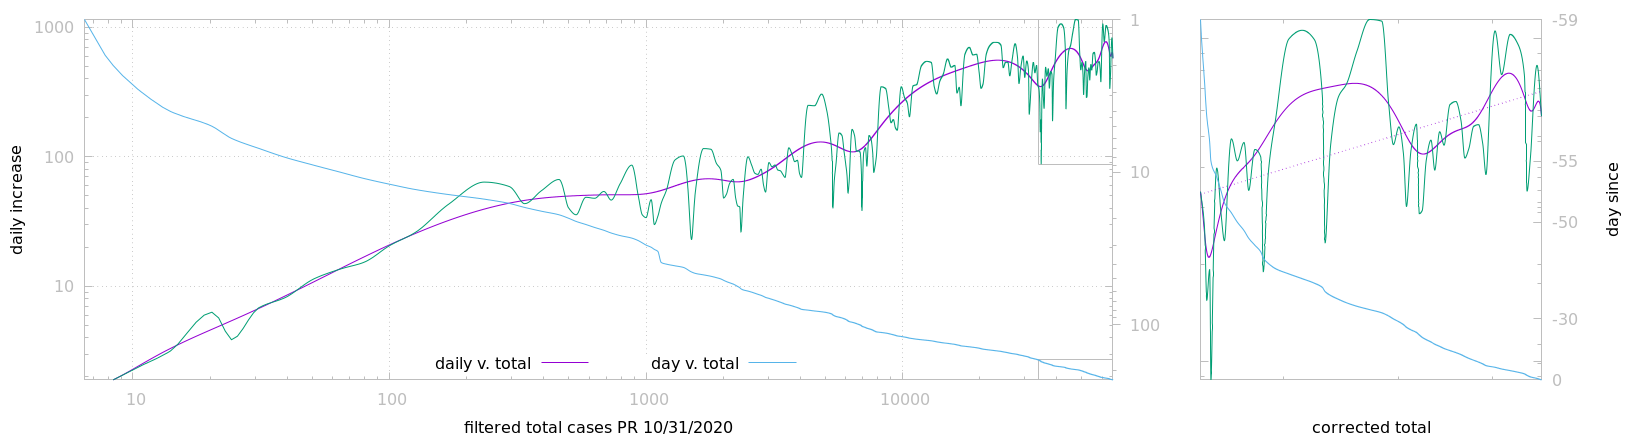 1000
100
10
daily increase
10
100
1000
10000
filtered total cases PR 10/31/2020
daily v. total
day v. total
1
10
100
-59
-55
-50
-30
0
day since
corrected total